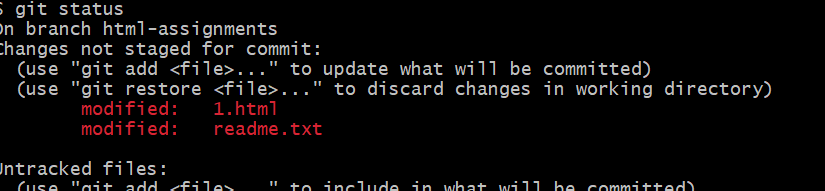 $ git status
On branch html-assignments
Changes not staged for commit:
  (use "git add <file>..." to update what will be committed)
  (use "git restore <file>..." to discard changes in working directory)
        modified:   1.html
        modified:   readme.txt

Untracked files:
  (use "git add <file>..." to include in what will be committed)